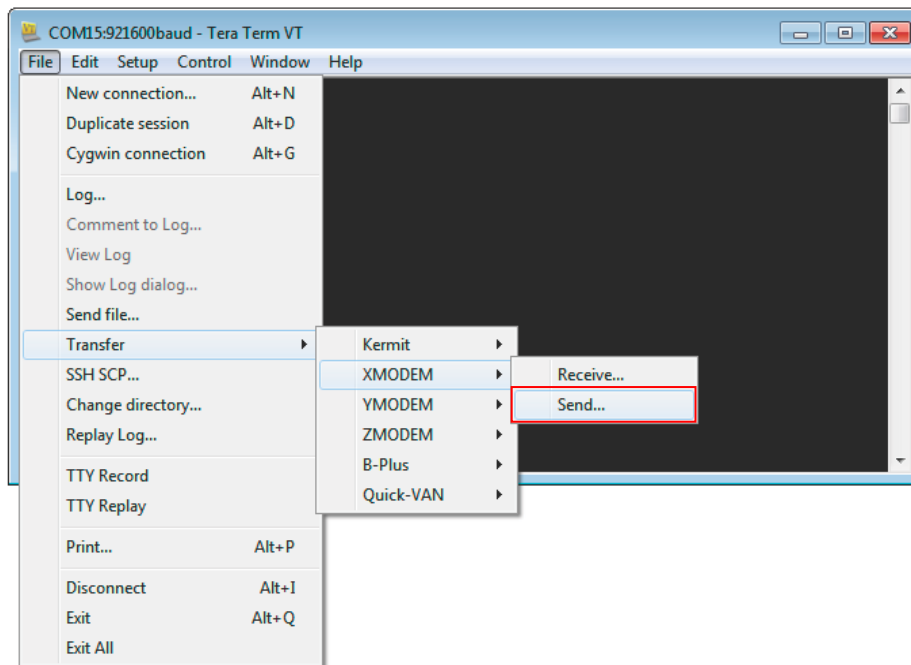 COM15:921600baud - Tera Term VT
File Edit Setup Control Window Help
New connection... Alt+N
Duplicate session Alt+D
Cygwin connection Alt+G
Log...
Comment to Log...
View Log
Show Log dialog...
Send file...
Transfer
SSH SCP...
Change directory...
Replay Log...
TTY Record
TTY Replay
Print... Alt+P
Disconnect Alt+I
Exit Alt+Q
Exit All
Kermit
XMODEM
YMODEM
ZMODEM
B-Plus
Quick-VAN
Receive...
Send...